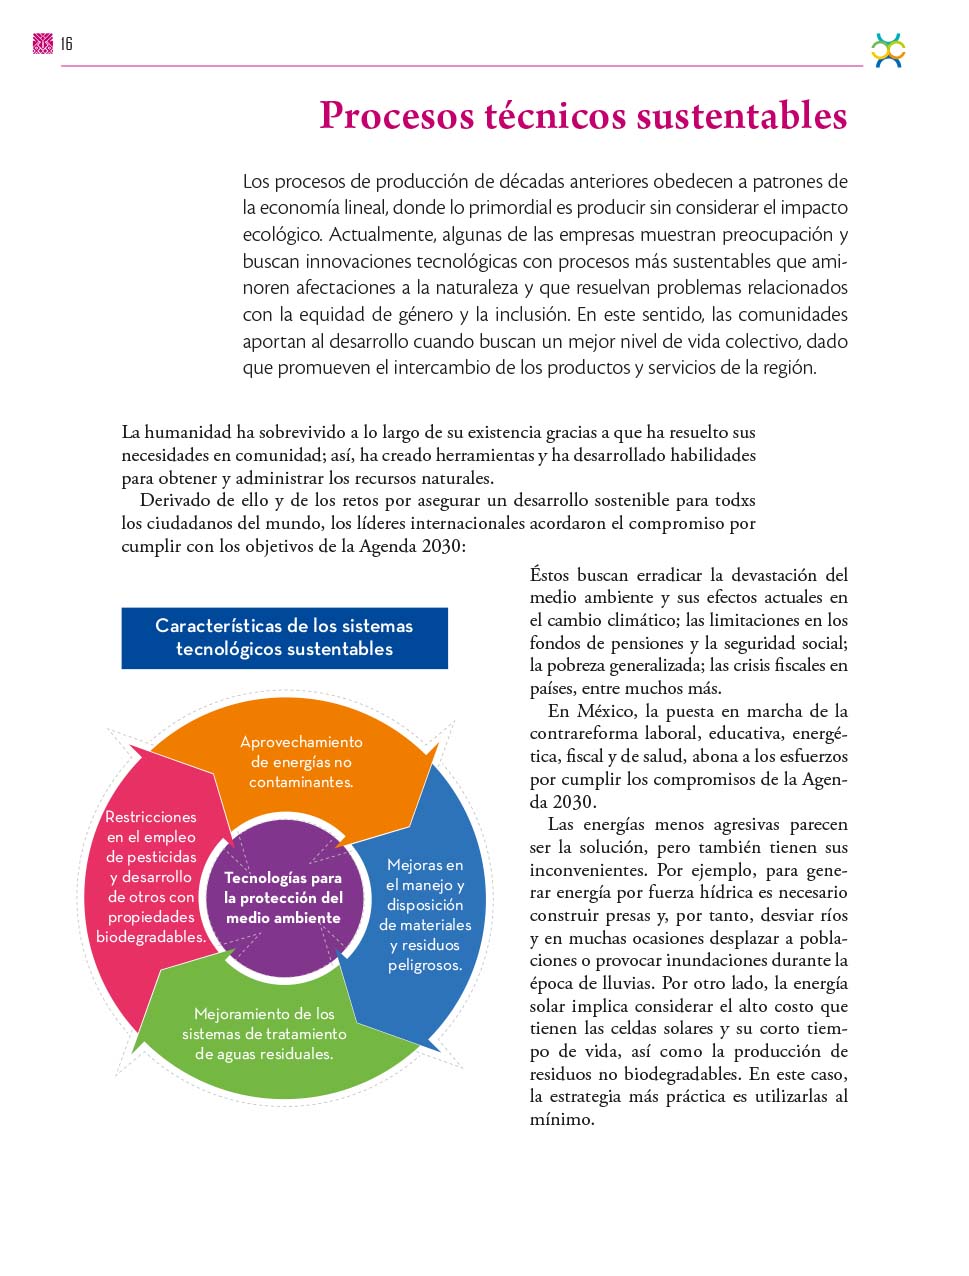 16
Procesos técnicos sustentables
Los procesos de producción de décadas anteriores obedecen a patrones de
la economía lineal, donde lo primordial es producir sin considerar el impacto
ecológico. Actualmente, algunas de las empresas muestran preocupación y
buscan innovaciones tecnológicas con procesos más sustentables que ami-
noren afectaciones a la naturaleza y que resuelvan problemas relacionados
con la equidad de género y la inclusión. En este sentido, las comunidades
aportan al desarrollo cuando buscan un mejor nivel de vida colectivo, dado
que promueven el intercambio de los productos y servicios de la región.
La humanidad ha sobrevivido a lo largo de su existencia gracias a que ha resuelto sus
necesidades en comunidad; así, ha creado herramientas y ha desarrollado habilidades
para obtener y administrar los recursos naturales.
Derivado de ello y de los retos por asegurar un desarrollo sostenible para todxs
los ciudadanos del mundo, los líderes internacionales acordaron el compromiso por
cumplir con los objetivos de la Agenda 2030:
Características de los sistemas
tecnológicos sustentables
Aprovechamiento
de energías no
contaminantes.
Mejoras en
el manejo y
disposición
de materiales
y residuos
peligrosos.
Mejoramiento de los
sistemas de tratamiento
de aguas residuales.
Restricciones
en el empleo
de pesticidas
y desarrollo
de otros con
propiedades
biodegradables.
Tecnologías para
la protección del
medio ambiente
Éstos buscan erradicar la devastación del
medio ambiente y sus efectos actuales en
el cambio climático; las limitaciones en los
fondos de pensiones y la seguridad social;
la pobreza generalizada; las crisis fiscales en
países, entre muchos más.
En México, la puesta en marcha de la
contrareforma laboral, educativa, energé-
tica, fiscal y de salud, abona a los esfuerzos
por cumplir los compromisos de la Agen-
da 2030.
Las energías menos agresivas parecen
ser la solución, pero también tienen sus
inconvenientes. Por ejemplo, para gene-
rar energía por fuerza hídrica es necesario
construir presas y, por tanto, desviar ríos
y en muchas ocasiones desplazar a pobla-
ciones o provocar inundaciones durante la
época de lluvias. Por otro lado, la energía
solar implica considerar el alto costo que
tienen las celdas solares y su corto tiem-
po de vida, así como la producción de
residuos no biodegradables. En este caso,
la estrategia más práctica es utilizarlas al
mínimo.